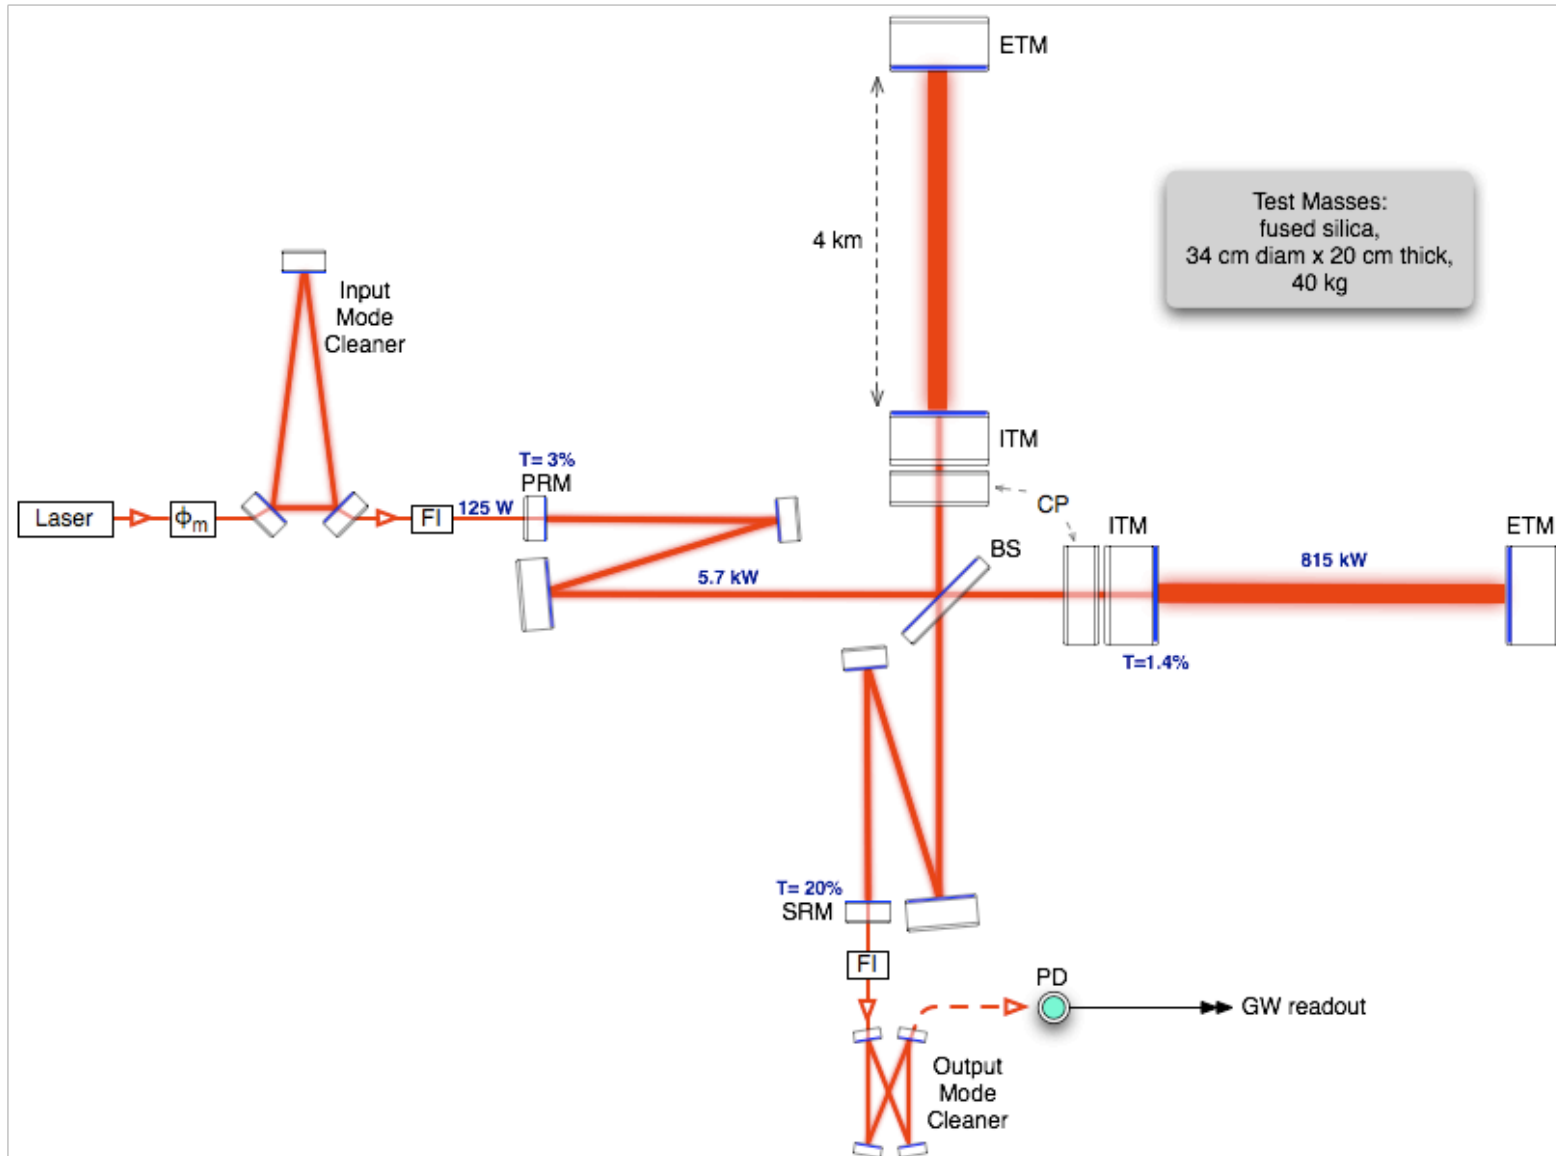 ETM
Test Masses:
fused silica,
34 cm diam x 20 cm thick,
40 kg
4 km
Input
Mode
Cleaner
ITM
T= 3%
PRM
CP
ITM
ETM
Laser
Φm
FI
125 W
BS
5.7 kW
815 kW
T=1.4%
T= 20%
SRM
FI
PD
GW readout
Output
Mode
Cleaner